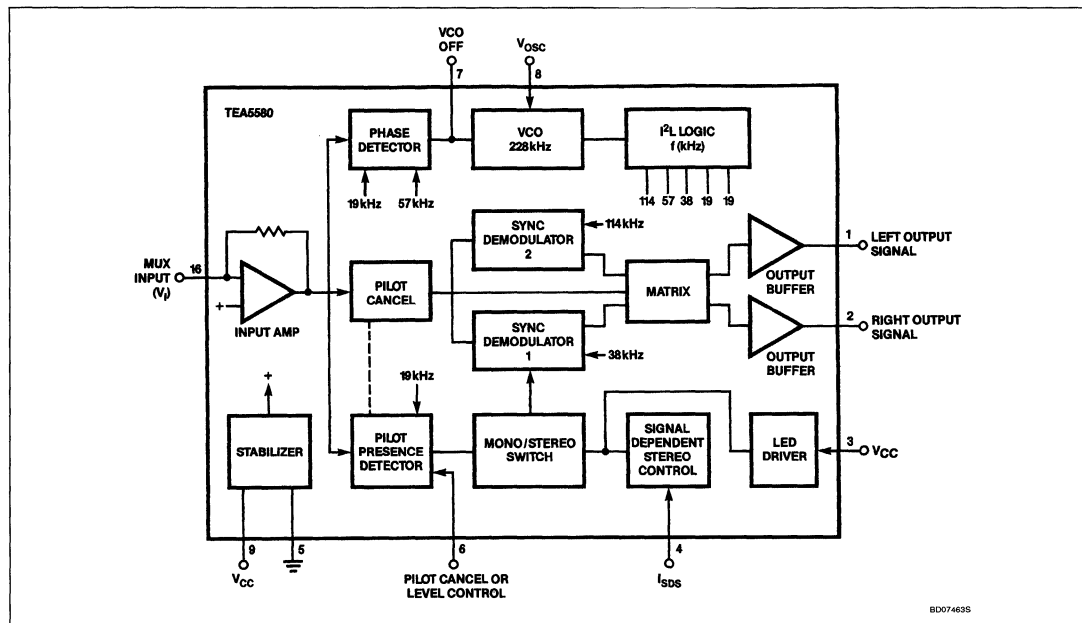 VCO
OFF
7
VOSC
8
TEA5580
PHASE
DETECTOR
VCO
228kHz
I²L LOGIC
f (kHz)
19kHz
57kHz
114 57 38 19 19
SYNC
DEMODULATOR
2
114kHz
1
LEFT OUTPUT
SIGNAL
OUTPUT
BUFFER
MUX
INPUT
(VI)
16
+
INPUT AMP
PILOT
CANCEL
MATRIX
2
RIGHT OUTPUT
SIGNAL
OUTPUT
BUFFER
SYNC
DEMODULATOR
1
38kHz
+
STABILIZER
19kHz
PILOT
PRESENCE
DETECTOR
MONO/STEREO
SWITCH
SIGNAL
DEPENDENT
STEREO
CONTROL
LED
DRIVER
3
VCC
9
VCC
5
6
PILOT CANCEL OR
LEVEL CONTROL
4
ISDS
BD07463S